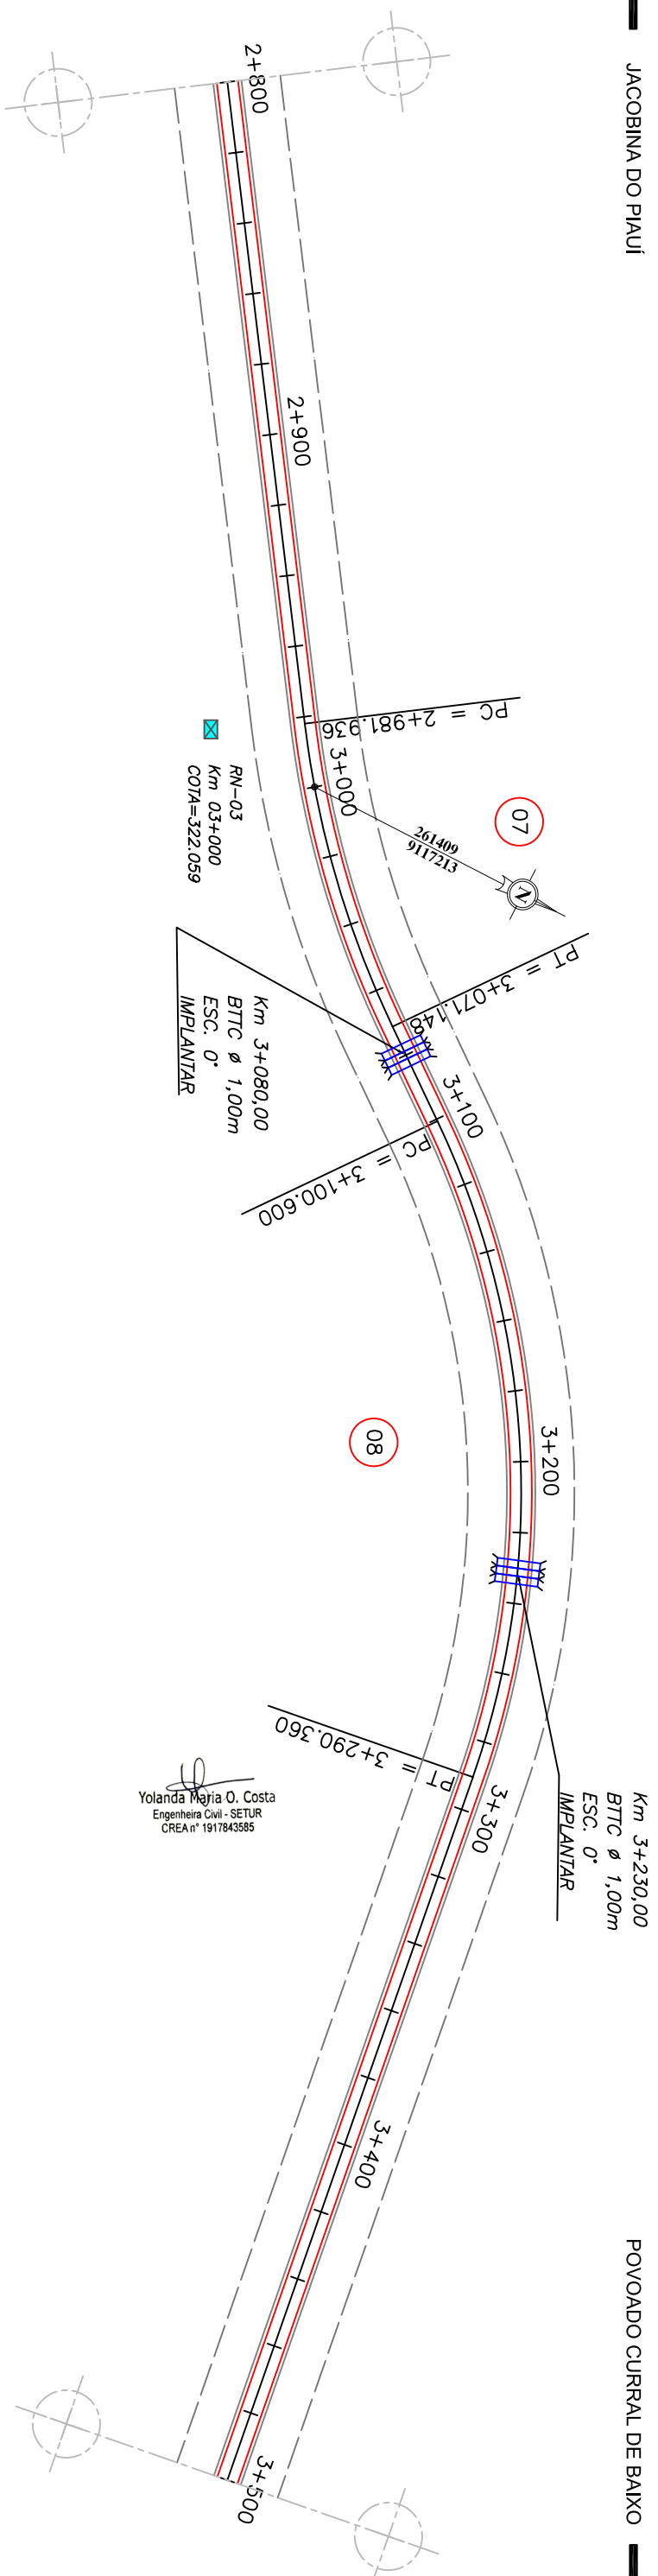 JACOBINA DO PIAUÍ
POVOADO CURRAL DE BAIXO
2+800
2+900
PC = 2+981.936
3+000
07
261409
9117213
N
RN-03
Km 03+000
COTA=322.059
PT = 3+071.148
Km 3+080,00
BTTC ø 1,00m
ESC. 0°
IMPLANTAR
3+100
PC = 3+100.600
08
3+200
Km 3+230,00
BTTC ø 1,00m
ESC. 0°
IMPLANTAR
PT = 3+290.360
3+300
3+400
3+500
Yolanda Maria O. Costa
Engenheira Civil - SETUR
CREA n° 1917843585